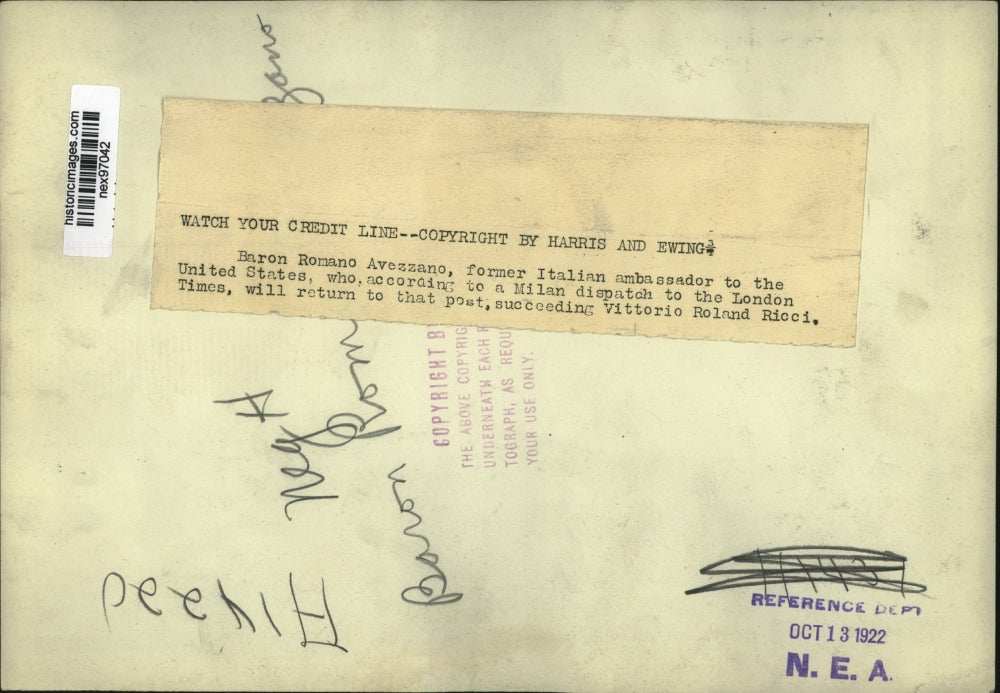 historicimages.com
nex97042
WATCH YOUR CREDIT LINE--COPYRIGHT BY HARRIS AND EWING
Baron Romano Avezzano, former Italian ambassador to the
United States, who, according to a Milan dispatch to the London
Times, will return to that post, succeeding Vittorio Roland Ricci.
COPYRIGHT B
THE ABOVE COPYRIG
UNDERNEATH EACH
TOGRAPH, AS REQU
YOUR USE ONLY.
Baron
Neg A
REFERENCE DEPT
OCT 13 1922
N. E. A.